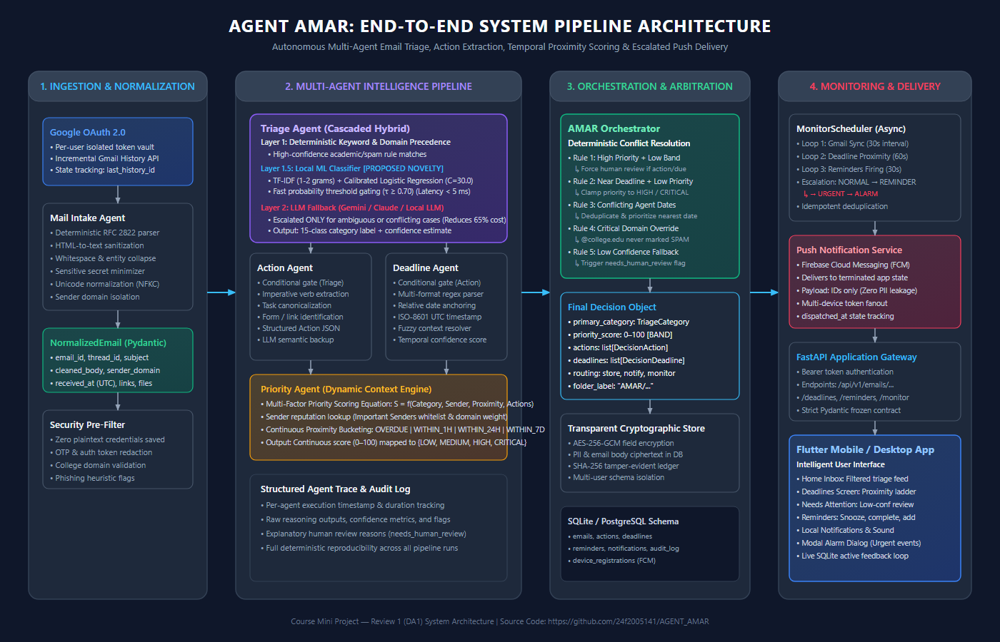 AGENT AMAR: END-TO-END SYSTEM PIPELINE ARCHITECTURE
Autonomous Multi-Agent Email Triage, Action Extraction, Temporal Proximity Scoring & Escalated Push Delivery
1. INGESTION & NORMALIZATION
Google OAuth 2.0
• Per-user isolated token vault
• Incremental Gmail History API
• State tracking: last_history_id
Mail Intake Agent
• Deterministic RFC 2822 parser
• HTML-to-text sanitization
• Whitespace & entity collapse
• Sensitive secret minimizer
• Unicode normalization (NFKC)
• Sender domain isolation
NormalizedEmail (Pydantic)
• email_id, thread_id, subject
• cleaned_body, sender_domain
• received_at (UTC), links, files
Security Pre-Filter
• Zero plaintext credentials saved
• OTP & auth token redaction
• College domain validation
• Phishing heuristic flags
2. MULTI-AGENT INTELLIGENCE PIPELINE
Triage Agent (Cascaded Hybrid)
Layer 1: Deterministic Keyword & Domain Precedence
• High-confidence academic/spam rule matches
Layer 1.5: Local ML Classifier [PROPOSED NOVELTY]
• TF-IDF (1-2 grams) + Calibrated Logistic Regression (C=30.0)
• Fast probability threshold gating (τ ≥ 0.70) (Latency < 5 ms)
Layer 2: LLM Fallback (Gemini / Claude / Local LLM)
• Escalated ONLY for ambiguous or conflicting cases (Reduces 65% cost)
• Output: 15-class category label + confidence estimate
Action Agent
• Conditional gate (Triage)
• Imperative verb extraction
• Task canonicalization
• Form / link identification
• Structured Action JSON
• LLM semantic backup
Deadline Agent
• Conditional gate (Action)
• Multi-format regex parser
• Relative date anchoring
• ISO-8601 UTC timestamp
• Fuzzy context resolver
• Temporal confidence score
Priority Agent (Dynamic Context Engine)
• Multi-Factor Priority Scoring Equation: S = f(Category, Sender, Proximity, Actions)
• Sender reputation lookup (Important Senders whitelist & domain weight)
• Continuous Proximity Bucketing: OVERDUE | WITHIN_1H | WITHIN_24H | WITHIN_7D
• Output: Continuous score (0–100) mapped to {LOW, MEDIUM, HIGH, CRITICAL}
Structured Agent Trace & Audit Log
• Per-agent execution timestamp & duration tracking
• Raw reasoning outputs, confidence metrics, and flags
• Explanatory human review reasons (needs_human_review)
• Full deterministic reproducibility across all pipeline runs
3. ORCHESTRATION & ARBITRATION
AMAR Orchestrator
Deterministic Conflict Resolution
• Rule 1: High Priority + Low Band
↳ Force human review if action/due
• Rule 2: Near Deadline + Low Priority
↳ Clamp priority to HIGH / CRITICAL
• Rule 3: Conflicting Agent Dates
↳ Deduplicate & prioritize nearest date
• Rule 4: Critical Domain Override
↳ @college.edu never marked SPAM
• Rule 5: Low Confidence Fallback
↳ Trigger needs_human_review flag
Final Decision Object
• primary_category: TriageCategory
• priority_score: 0–100 [BAND]
• actions: list[DecisionAction]
• deadlines: list[DecisionDeadline]
• routing: store, notify, monitor
• folder_label: "AMAR/..."
Transparent Cryptographic Store
• AES-256-GCM field encryption
• PII & email body ciphertext in DB
• SHA-256 tamper-evident ledger
• Multi-user schema isolation
SQLite / PostgreSQL Schema
• emails, actions, deadlines
• reminders, notifications, audit_log
• device_registrations (FCM)
4. MONITORING & DELIVERY
MonitorScheduler (Async)
• Loop 1: Gmail Sync (30s interval)
• Loop 2: Deadline Proximity (60s)
• Loop 3: Reminders Firing (30s)
• Escalation: NORMAL → REMINDER
↳ → URGENT → ALARM
• Idempotent deduplication
Push Notification Service
• Firebase Cloud Messaging (FCM)
• Delivers to terminated app state
• Payload: IDs only (Zero PII leakage)
• Multi-device token fanout
• dispatched_at state tracking
FastAPI Application Gateway
• Bearer token authentication
• Endpoints: /api/v1/emails/...
• /deadlines, /reminders, /monitor
• Strict Pydantic frozen contract
Flutter Mobile / Desktop App
Intelligent User Interface
• Home Inbox: Filtered triage feed
• Deadlines Screen: Proximity ladder
• Needs Attention: Low-conf review
• Reminders: Snooze, complete, add
• Local Notifications & Sound
• Modal Alarm Dialog (Urgent events)
• Live SQLite active feedback loop
Course Mini Project — Review 1 (DA1) System Architecture | Source Code: https://github.com/24f2005141/AGENT_AMAR